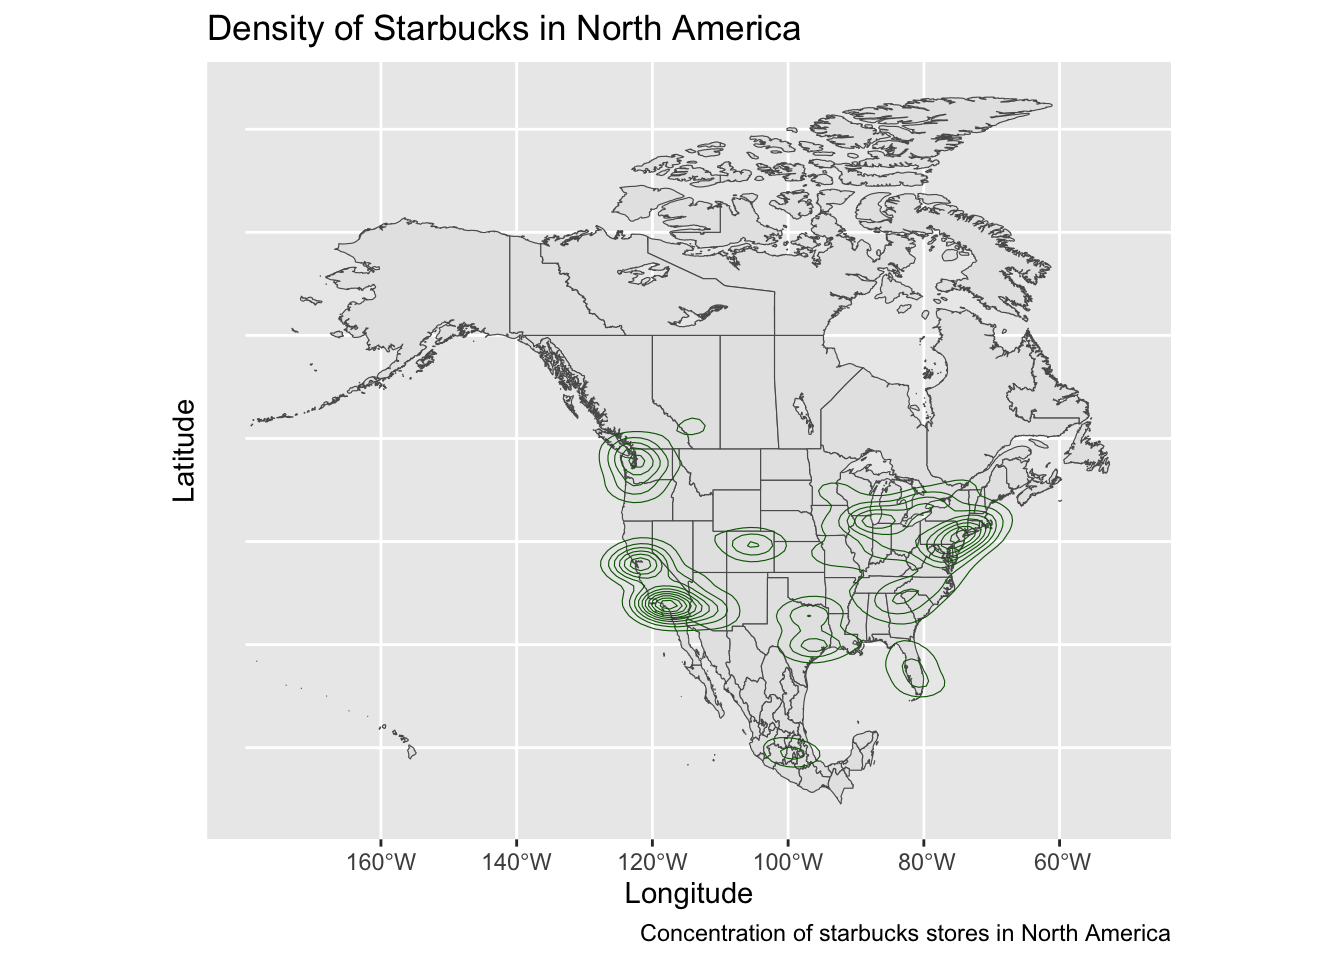 Density of Starbucks in North America
Latitude
160°W 140°W 120°W 100°W 80°W 60°W
Longitude
Concentration of starbucks stores in North America